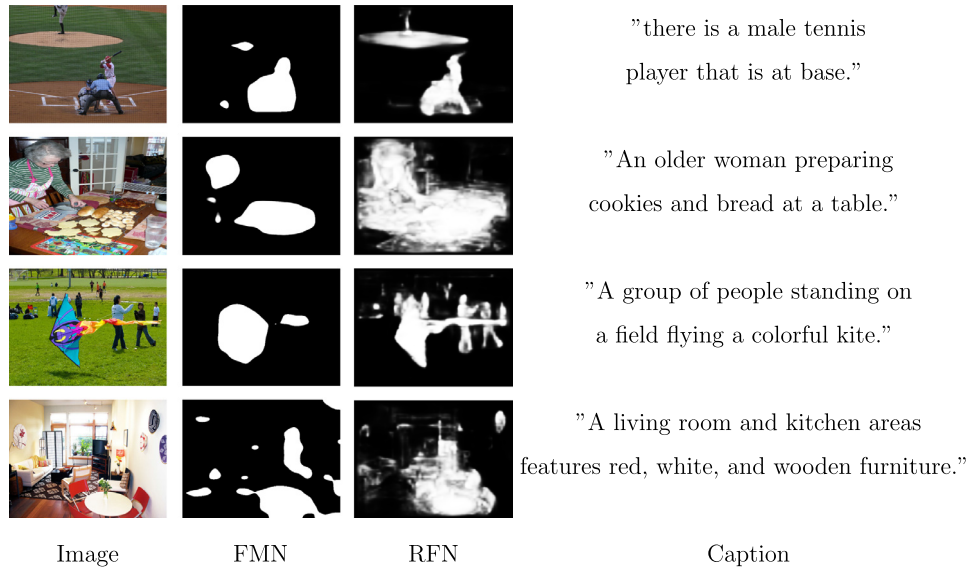 ”there is a male tennis
player that is at base.”
”An older woman preparing
cookies and bread at a table.”
”A group of people standing on
a field flying a colorful kite.”
”A living room and kitchen areas
features red, white, and wooden furniture.”
Image FMN RFN Caption